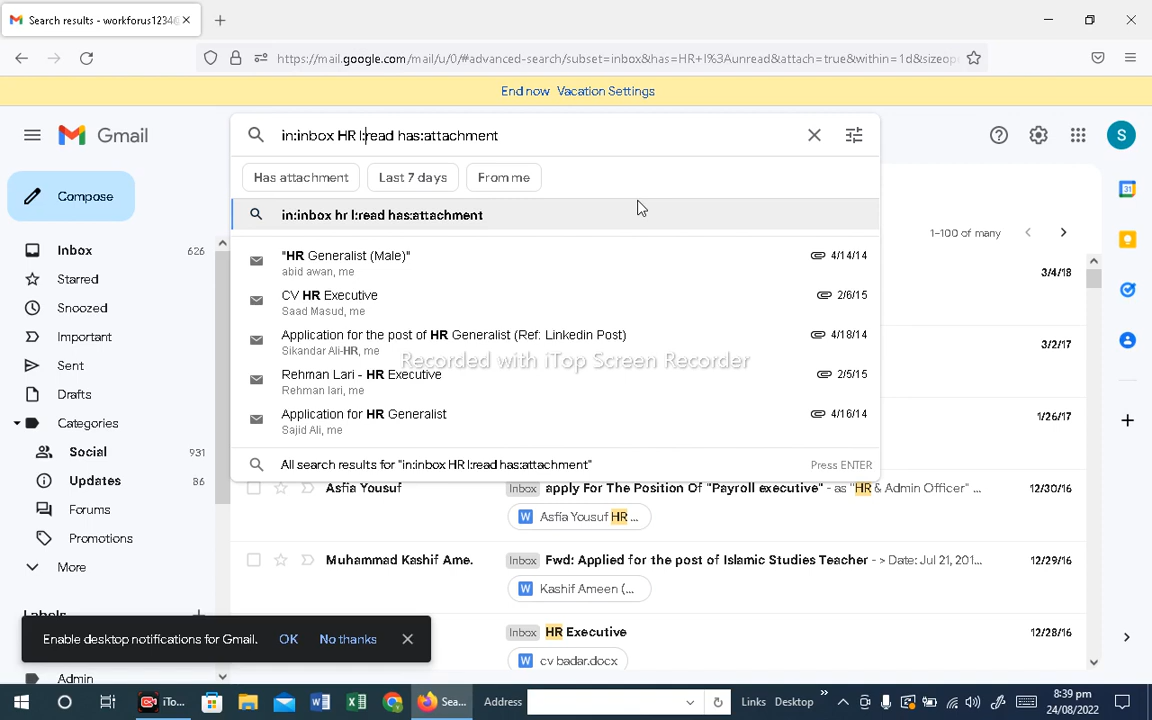 Search results - workforus12346
https://mail.google.com/mail/u/0/#advanced-search/subset=inbox&has=HR+l%3Aunread&attach=true&within=1d&sizeop
End now Vacation Settings
Gmail
in:inbox HR l:read has:attachment
S
Compose
Has attachment Last 7 days From me
in:inbox hr l:read has:attachment
1-100 of many
Inbox 626
Starred
Snoozed
Important
Sent
Drafts
Categories
Social 931
Updates 86
Forums
Promotions
More
Labels
Admin
"HR Generalist (Male)" 4/14/14
abid awan, me
CV HR Executive 2/6/15
Saad Masud, me
Application for the post of HR Generalist (Ref: Linkedin Post) 4/18/14
Sikandar Ali-HR, me
Rehman Lari - HR Executive 2/5/15
Rehman lari, me
Application for HR Generalist 4/16/14
Sajid Ali, me
All search results for "in:inbox HR l:read has:attachment" Press ENTER
Recorded with iTop Screen Recorder
3/4/18
3/2/17
1/26/17
Asfia Yousuf Inbox apply For The Position Of "Payroll executive" - as "HR & Admin Officer" ... 12/30/16
W Asfia Yousuf HR ...
Muhammad Kashif Ame. Inbox Fwd: Applied for the post of Islamic Studies Teacher - > Date: Jul 21, 201... 12/29/16
W Kashif Ameen (...
Inbox HR Executive 12/28/16
W cv badar.docx
Enable desktop notifications for Gmail. OK No thanks
iTo... Sea... Address Links Desktop 8:39 pm
24/08/2022